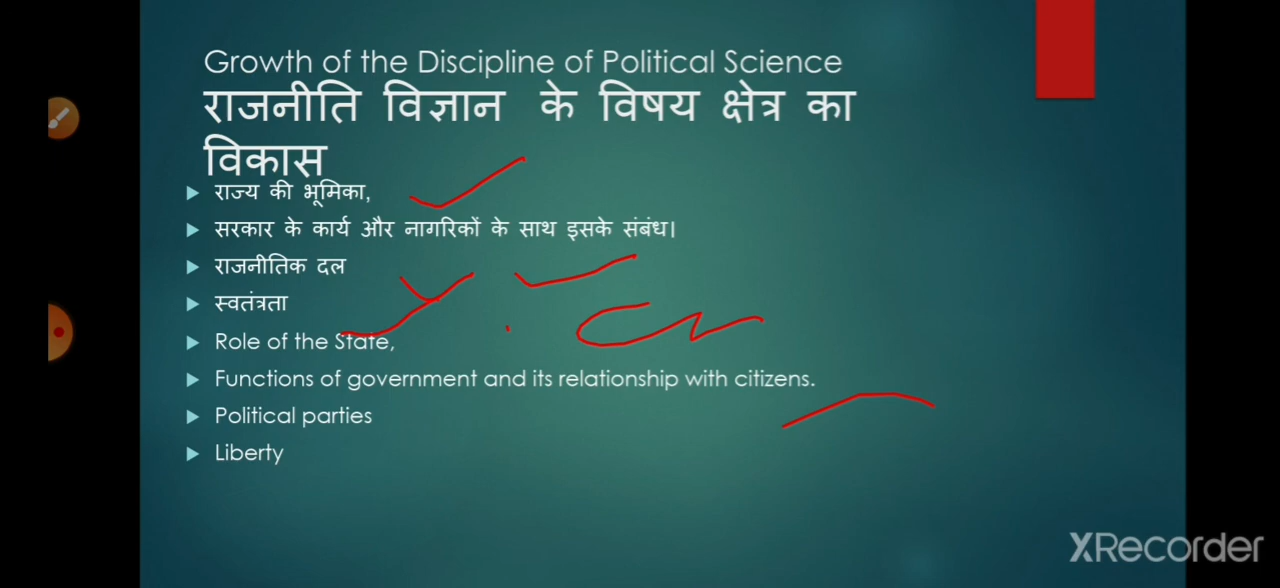 Growth of the Discipline of Political Science
राजनीति विज्ञान के विषय क्षेत्र का
विकास
राज्य की भूमिका,
सरकार के कार्य और नागरिकों के साथ इसके संबंध।
राजनीतिक दल
स्वतंत्रता
Role of the State,
Functions of government and its relationship with citizens.
Political parties
Liberty
XRecorder